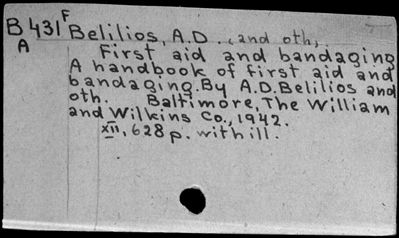 B431F Belilios, A.D. (and oth,
A
First aid and bandaging
A handbook of first aid and
bandaging. By A.D. Belilios and
oth. Baltimore, The William
and Wilkins Co., 1942.
XII, 628 p. with ill.